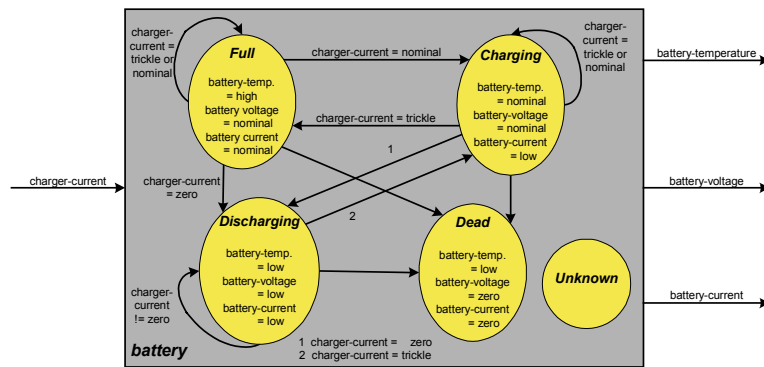 charger-
current =
trickle or
nominal
Full
battery-temp.
= high
battery voltage
= nominal
battery current
= nominal
charger-current = nominal
Charging
battery-temp.
= nominal
battery-voltage
= nominal
battery-current
= low
charger-
current =
trickle or
nominal
battery-temperature
charger-current = trickle
1
charger-current
charger-current
= zero
2
battery-voltage
Discharging
battery-temp.
= low
battery-voltage
= low
battery-current
= low
Dead
battery-temp.
= low
battery-voltage
= zero
battery-current
= zero
Unknown
battery-current
charger-
current
!= zero
1 charger-current = zero
2 charger-current = trickle
battery